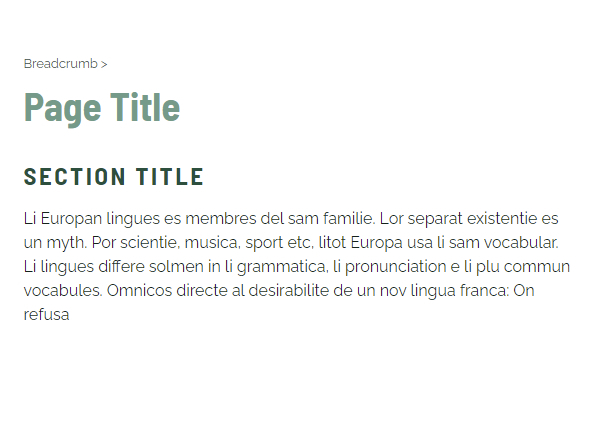 Breadcrumb >
Page Title
SECTION TITLE
Li Europan lingues es membres del sam familie. Lor separat existentie es
un myth. Por scientie, musica, sport etc, litot Europa usa li sam vocabular.
Li lingues differe solmen in li grammatica, li pronunciation e li plu commun
vocabules. Omnicos directe al desirabilite de un nov lingua franca: On
refusa